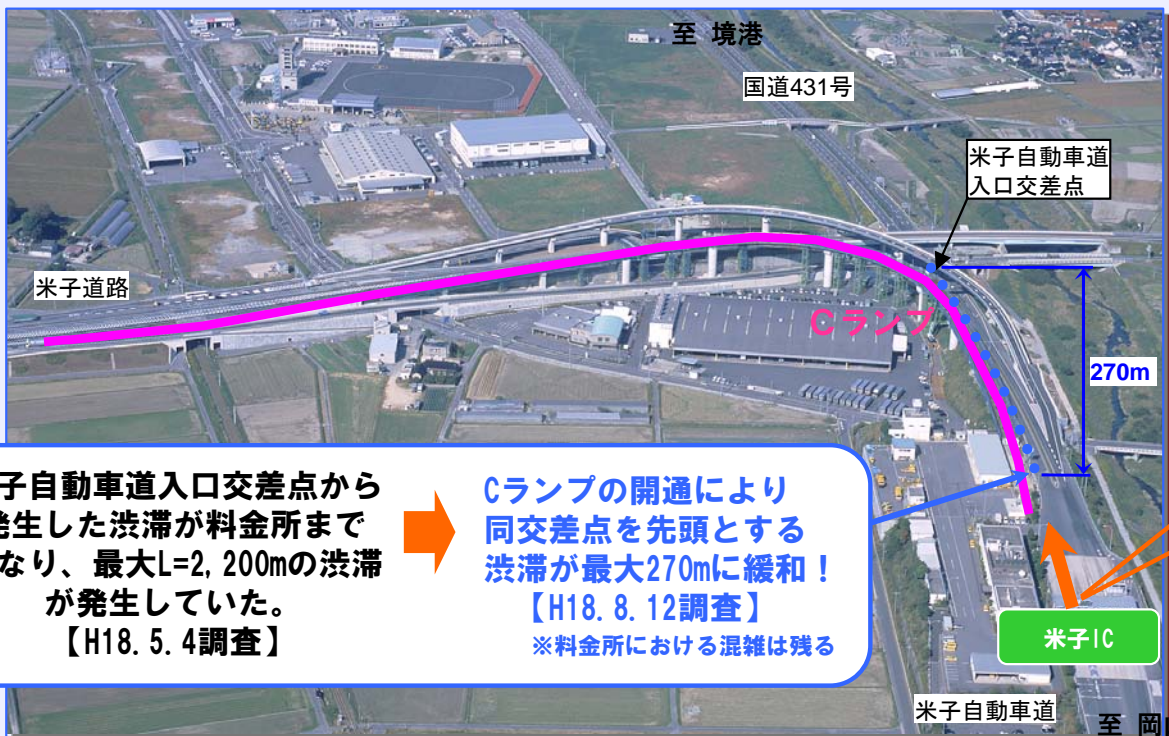 至 境港
国道431号
米子自動車道
入口交差点
米子道路
Cランプ
270m
子自動車道入口交差点から
発生した渋滞が料金所まで
なり、最大L=2,200mの渋滞
が発生していた。
【H18.5.4調査】
Cランプの開通により
同交差点を先頭とする
渋滞が最大270mに緩和！
【H18.8.12調査】
※料金所における混雑は残る
米子IC
米子自動車道
至 岡